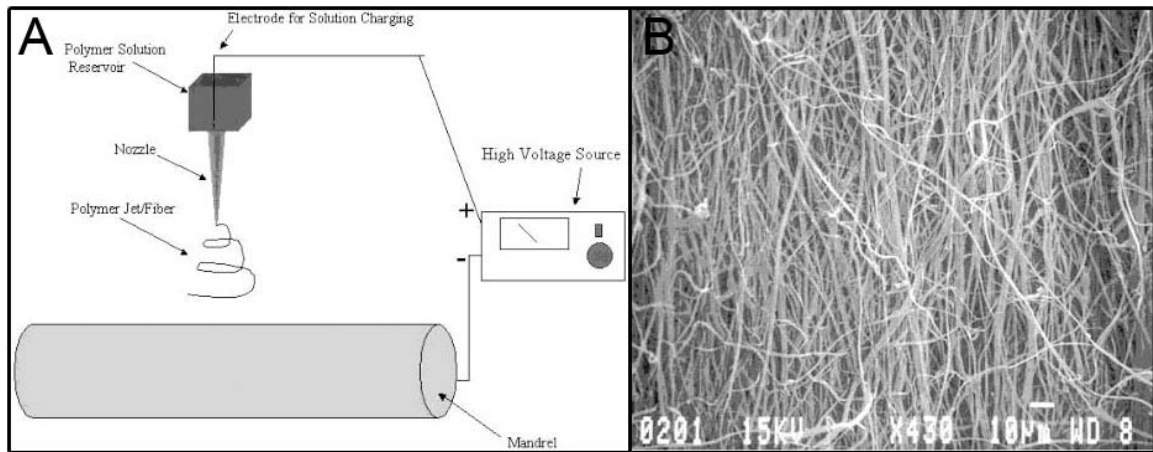 A
Electrode for Solution Charging
Polymer Solution
Reservoir
Nozzle
High Voltage Source
Polymer Jet/Fiber
+
-
Mandrel
B
0201 15KV X430 10µm WD 8